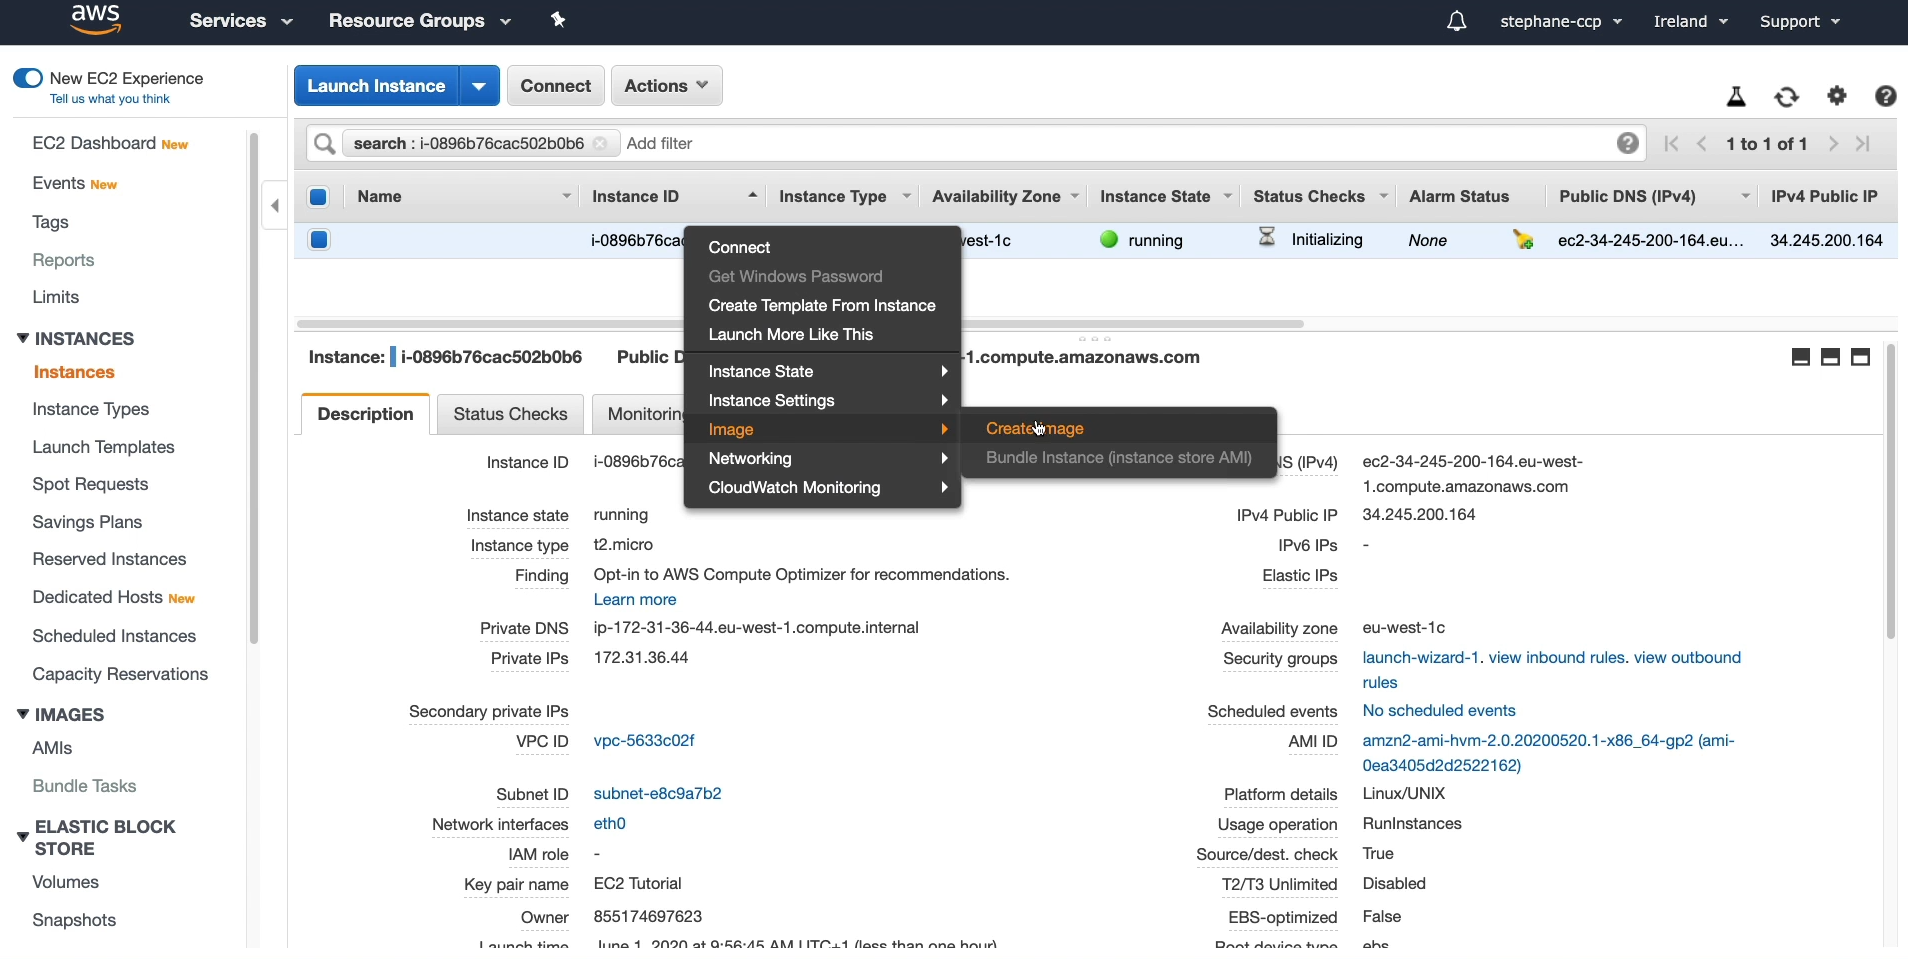 aws Services Resource Groups stephane-ccp Ireland Support
New EC2 Experience
Tell us what you think
EC2 Dashboard New
Events New
Tags
Reports
Limits
INSTANCES
Instances
Instance Types
Launch Templates
Spot Requests
Savings Plans
Reserved Instances
Dedicated Hosts New
Scheduled Instances
Capacity Reservations
IMAGES
AMIs
Bundle Tasks
ELASTIC BLOCK
STORE
Volumes
Snapshots
Launch Instance Connect Actions
search : i-0896b76cac502b0b6 Add filter 1 to 1 of 1
Name Instance ID Instance Type Availability Zone Instance State Status Checks Alarm Status Public DNS (IPv4) IPv4 Public IP
i-0896b76cac running Initializing None ec2-34-245-200-164.eu... 34.245.200.164
Connect
Get Windows Password
Create Template From Instance
Launch More Like This
Instance State
Instance Settings
Image
Networking
CloudWatch Monitoring
Create Image
Bundle Instance (instance store AMI)
Instance: i-0896b76cac502b0b6 Public D -1.compute.amazonaws.com
Description Status Checks Monitoring
Instance ID i-0896b76ca
Instance state running
Instance type t2.micro
Finding Opt-in to AWS Compute Optimizer for recommendations.
Learn more
Private DNS ip-172-31-36-44.eu-west-1.compute.internal
Private IPs 172.31.36.44
Secondary private IPs
VPC ID vpc-5633c02f
Subnet ID subnet-e8c9a7b2
Network interfaces eth0
IAM role -
Key pair name EC2 Tutorial
Owner 855174697623
Launch time June 1, 2020 at 9:56:45 AM UTC+1 (less than one hour)
NS (IPv4) ec2-34-245-200-164.eu-west-
1.compute.amazonaws.com
IPv4 Public IP 34.245.200.164
IPv6 IPs -
Elastic IPs
Availability zone eu-west-1c
Security groups launch-wizard-1. view inbound rules. view outbound
rules
Scheduled events No scheduled events
AMI ID amzn2-ami-hvm-2.0.20200520.1-x86_64-gp2 (ami-
0ea3405d2d2522162)
Platform details Linux/UNIX
Usage operation RunInstances
Source/dest. check True
T2/T3 Unlimited Disabled
EBS-optimized False
Root device type ebs